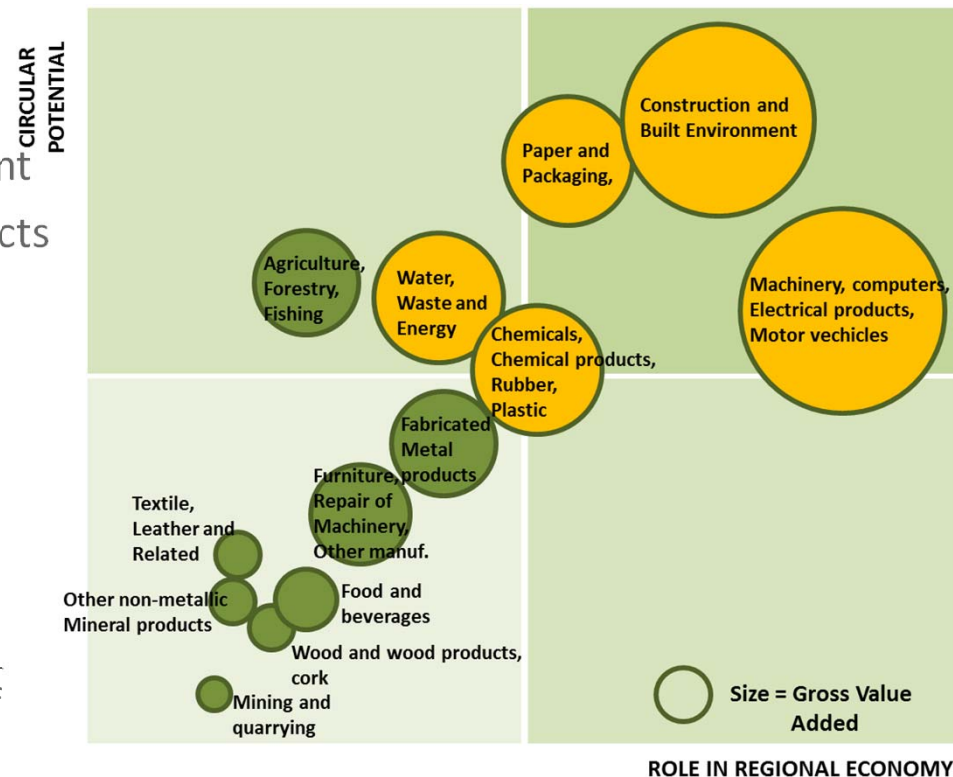 CIRCULAR
POTENTIAL
nt
cts
Construction and
Built Environment
Paper and
Packaging,
Agriculture,
Forestry,
Fishing
Water,
Waste and
Energy
Machinery, computers,
Electrical products,
Motor vechicles
Chemicals,
Chemical products,
Rubber,
Plastic
Fabricated
Metal
products
Furniture,
Repair of
Machinery,
Other manuf.
Textile,
Leather and
Related
Other non-metallic
Mineral products
Food and
beverages
Wood and wood products,
cork
Mining and
quarrying
Size = Gross Value
Added
ROLE IN REGIONAL ECONOMY